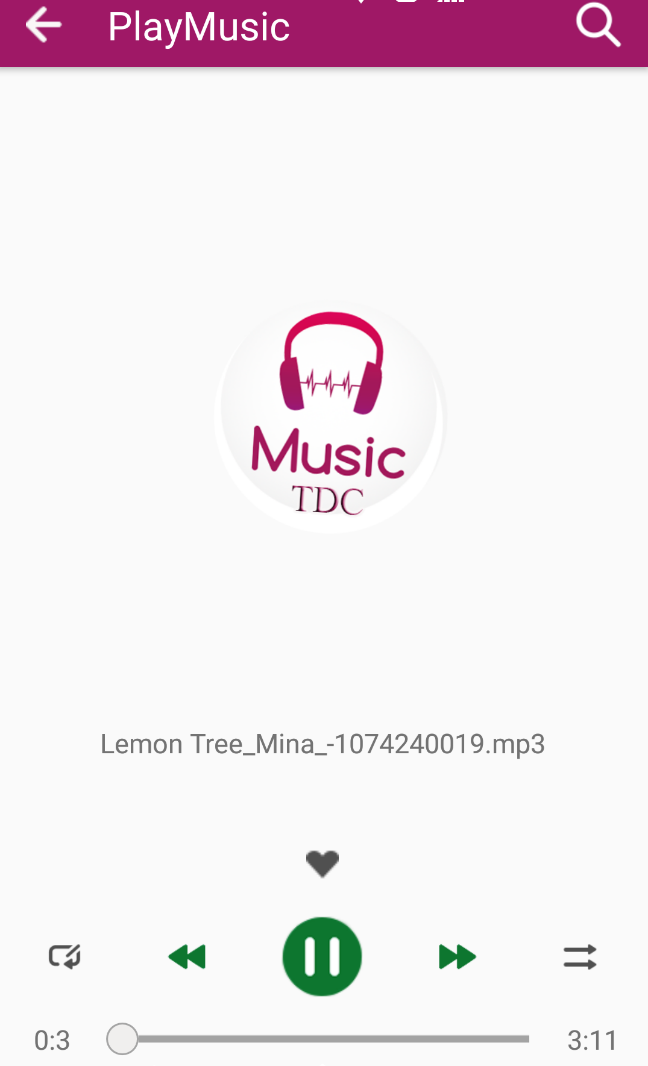 PlayMusic
Music
TDC
Lemon Tree_Mina_-1074240019.mp3
0:3 3:11